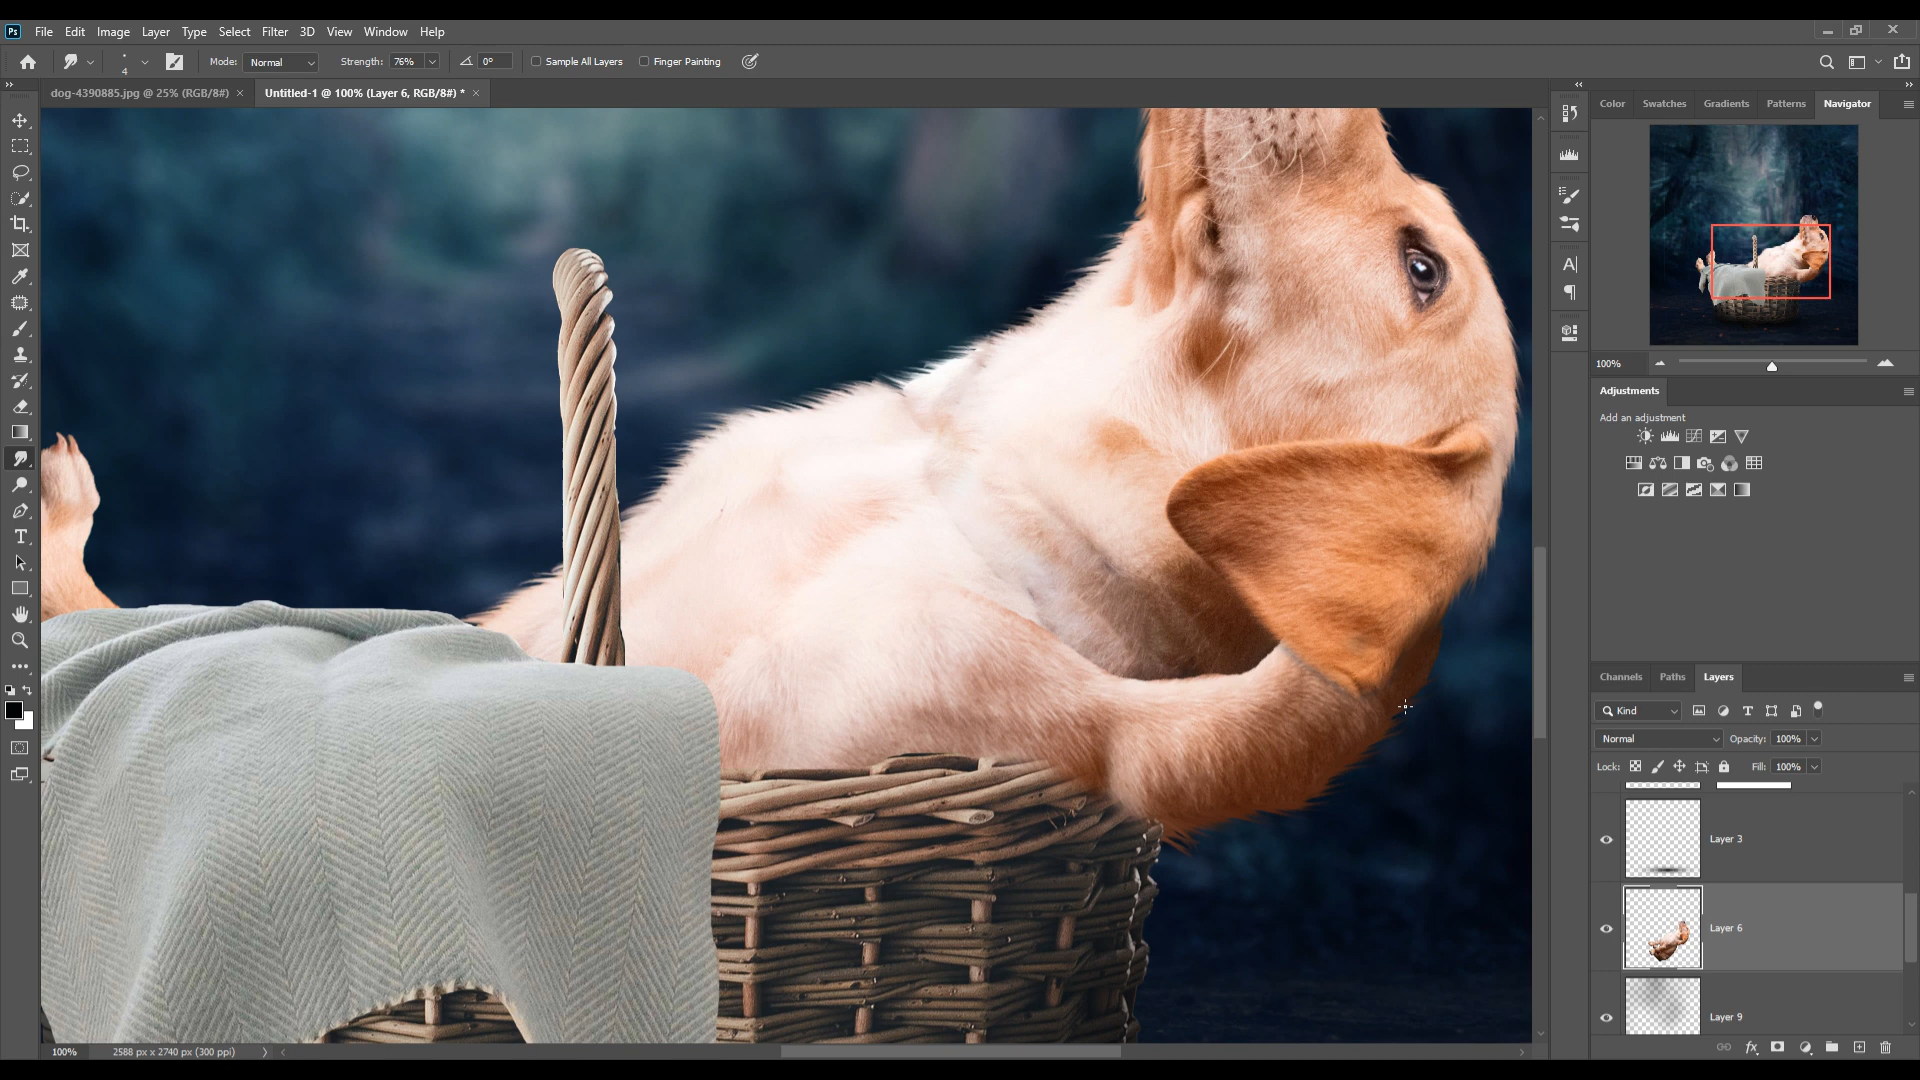 Ps File Edit Image Layer Type Select Filter 3D View Window Help
4 Mode: Normal Strength: 76% 0° Sample All Layers Finger Painting
dog-4390885.jpg @ 25% (RGB/8#) × Untitled-1 @ 100% (Layer 6, RGB/8#) * ×
Color Swatches Gradients Patterns Navigator
100%
Adjustments
Add an adjustment
Channels Paths Layers
Kind
Normal Opacity: 100%
Lock: Fill: 100%
Layer 3
Layer 6
Layer 9
100% 2588 px x 2740 px (300 ppi)